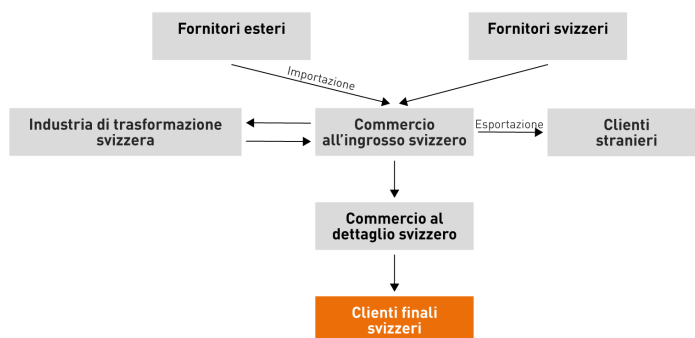 Fornitori esteri
Fornitori svizzeri
Importazione
Industria di trasformazione
svizzera
Commercio
all'ingrosso svizzero
Esportazione
Clienti
stranieri
Commercio al
dettaglio svizzero
Clienti finali
svizzeri